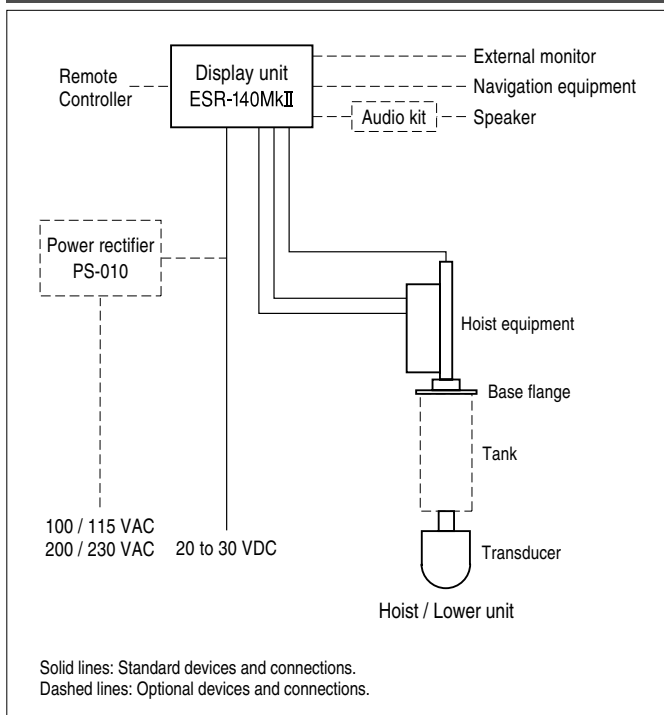 External monitor
Remote
Controller
Display unit
ESR-140MkⅡ
Navigation equipment
Audio kit
Speaker
Power rectifier
PS-010
Hoist equipment
Base flange
Tank
100 / 115 VAC
200 / 230 VAC
20 to 30 VDC
Transducer
Hoist / Lower unit
Solid lines: Standard devices and connections.
Dashed lines: Optional devices and connections.